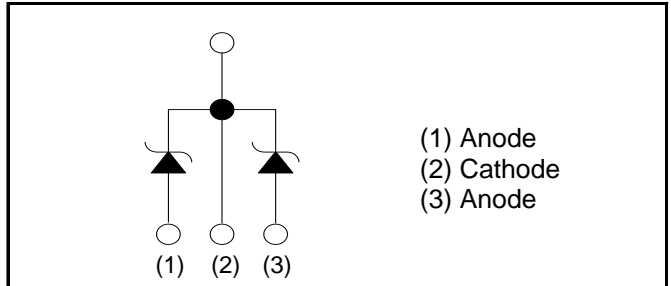 (1) Anode
(2) Cathode
(3) Anode
(1) (2) (3)